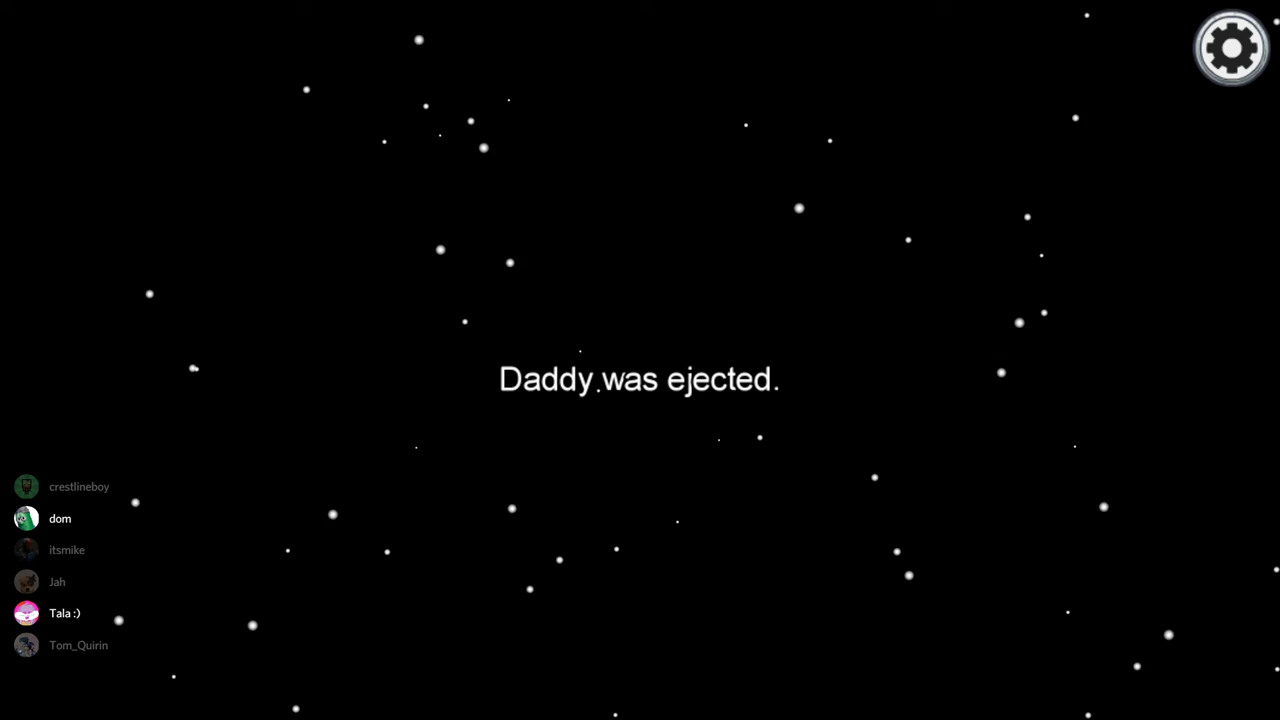 Daddy was ejected.
crestlineboy
dom
itsmike
Jah
Tala :)
Tom_Quirin